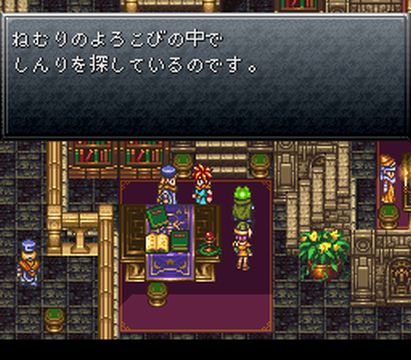 ねむりのよろこびの中で
しんりを探しているのです。